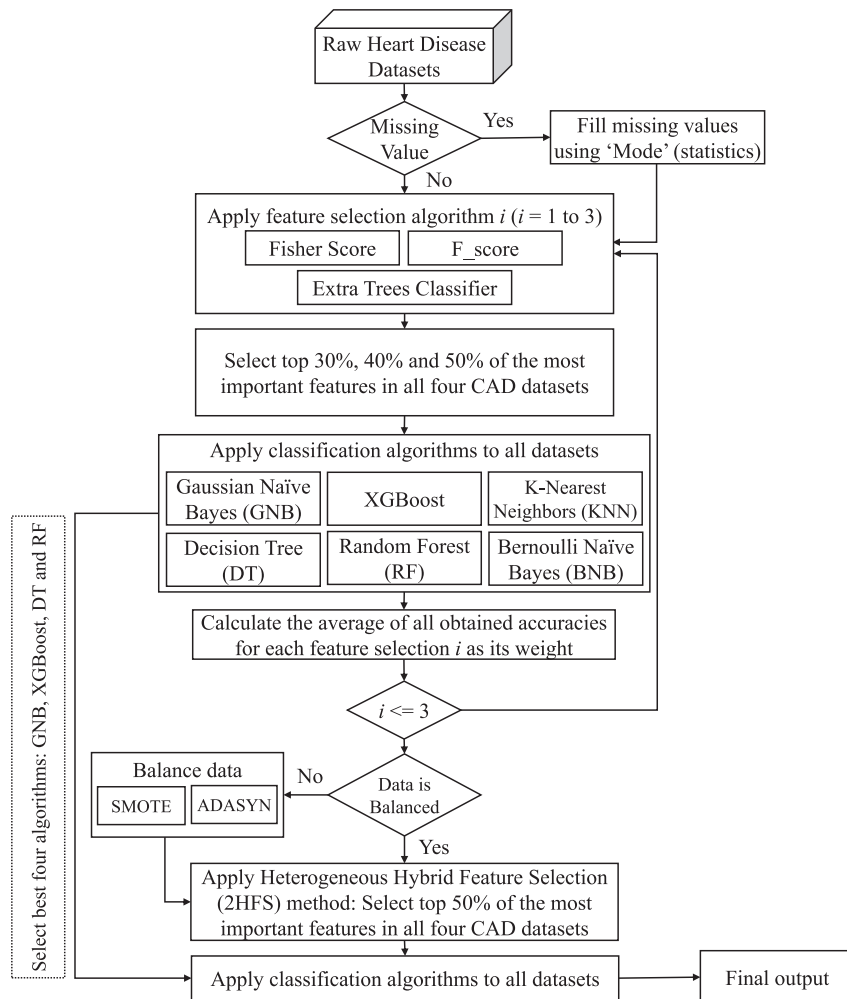 Raw Heart Disease
Datasets
Missing
Value
Yes
Fill missing values
using ‘Mode’ (statistics)
No
Apply feature selection algorithm i (i = 1 to 3)
Fisher Score
F_score
Extra Trees Classifier
Select top 30%, 40% and 50% of the most
important features in all four CAD datasets
Apply classification algorithms to all datasets
Gaussian Naïve
Bayes (GNB)
XGBoost
K-Nearest
Neighbors (KNN)
Decision Tree
(DT)
Random Forest
(RF)
Bernoulli Naïve
Bayes (BNB)
Select best four algorithms: GNB, XGBoost, DT and RF
Calculate the average of all obtained accuracies
for each feature selection i as its weight
i <= 3
Balance data
SMOTE
ADASYN
No
Data is
Balanced
Yes
Apply Heterogeneous Hybrid Feature Selection
(2HFS) method: Select top 50% of the most
important features in all four CAD datasets
Apply classification algorithms to all datasets
Final output